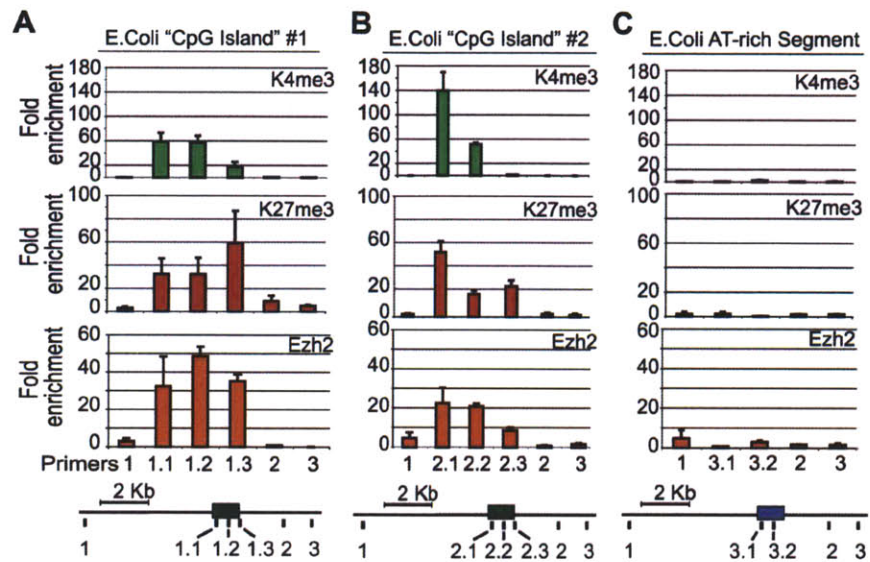 A
E.Coli "CpG Island" #1
Fold enrichment
180
140
100
60
20
0
K4me3
Fold enrichment
100
60
20
0
K27me3
Fold enrichment
60
40
20
0
Ezh2
Primers 1 1.1 1.2 1.3 2 3
2 Kb
1 1.1 1.2 1.3 2 3
B
E.Coli "CpG Island" #2
180
140
100
60
20
0
K4me3
100
60
20
0
K27me3
60
40
20
0
Ezh2
1 2.1 2.2 2.3 2 3
2 Kb
1 2.1 2.2 2.3 2 3
C
E.Coli AT-rich Segment
180
140
100
60
20
0
K4me3
100
60
20
0
K27me3
60
40
20
0
Ezh2
1 3.1 3.2 2 3
2 Kb
1 3.1 3.2 2 3